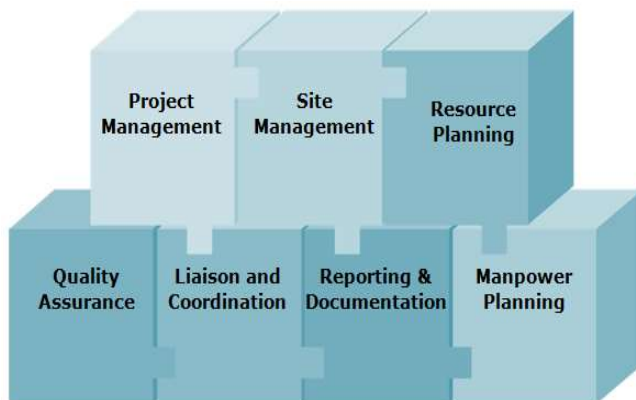 Project
Management
Site
Management
Resource
Planning
Quality
Assurance
Liaison and
Coordination
Reporting &
Documentation
Manpower
Planning